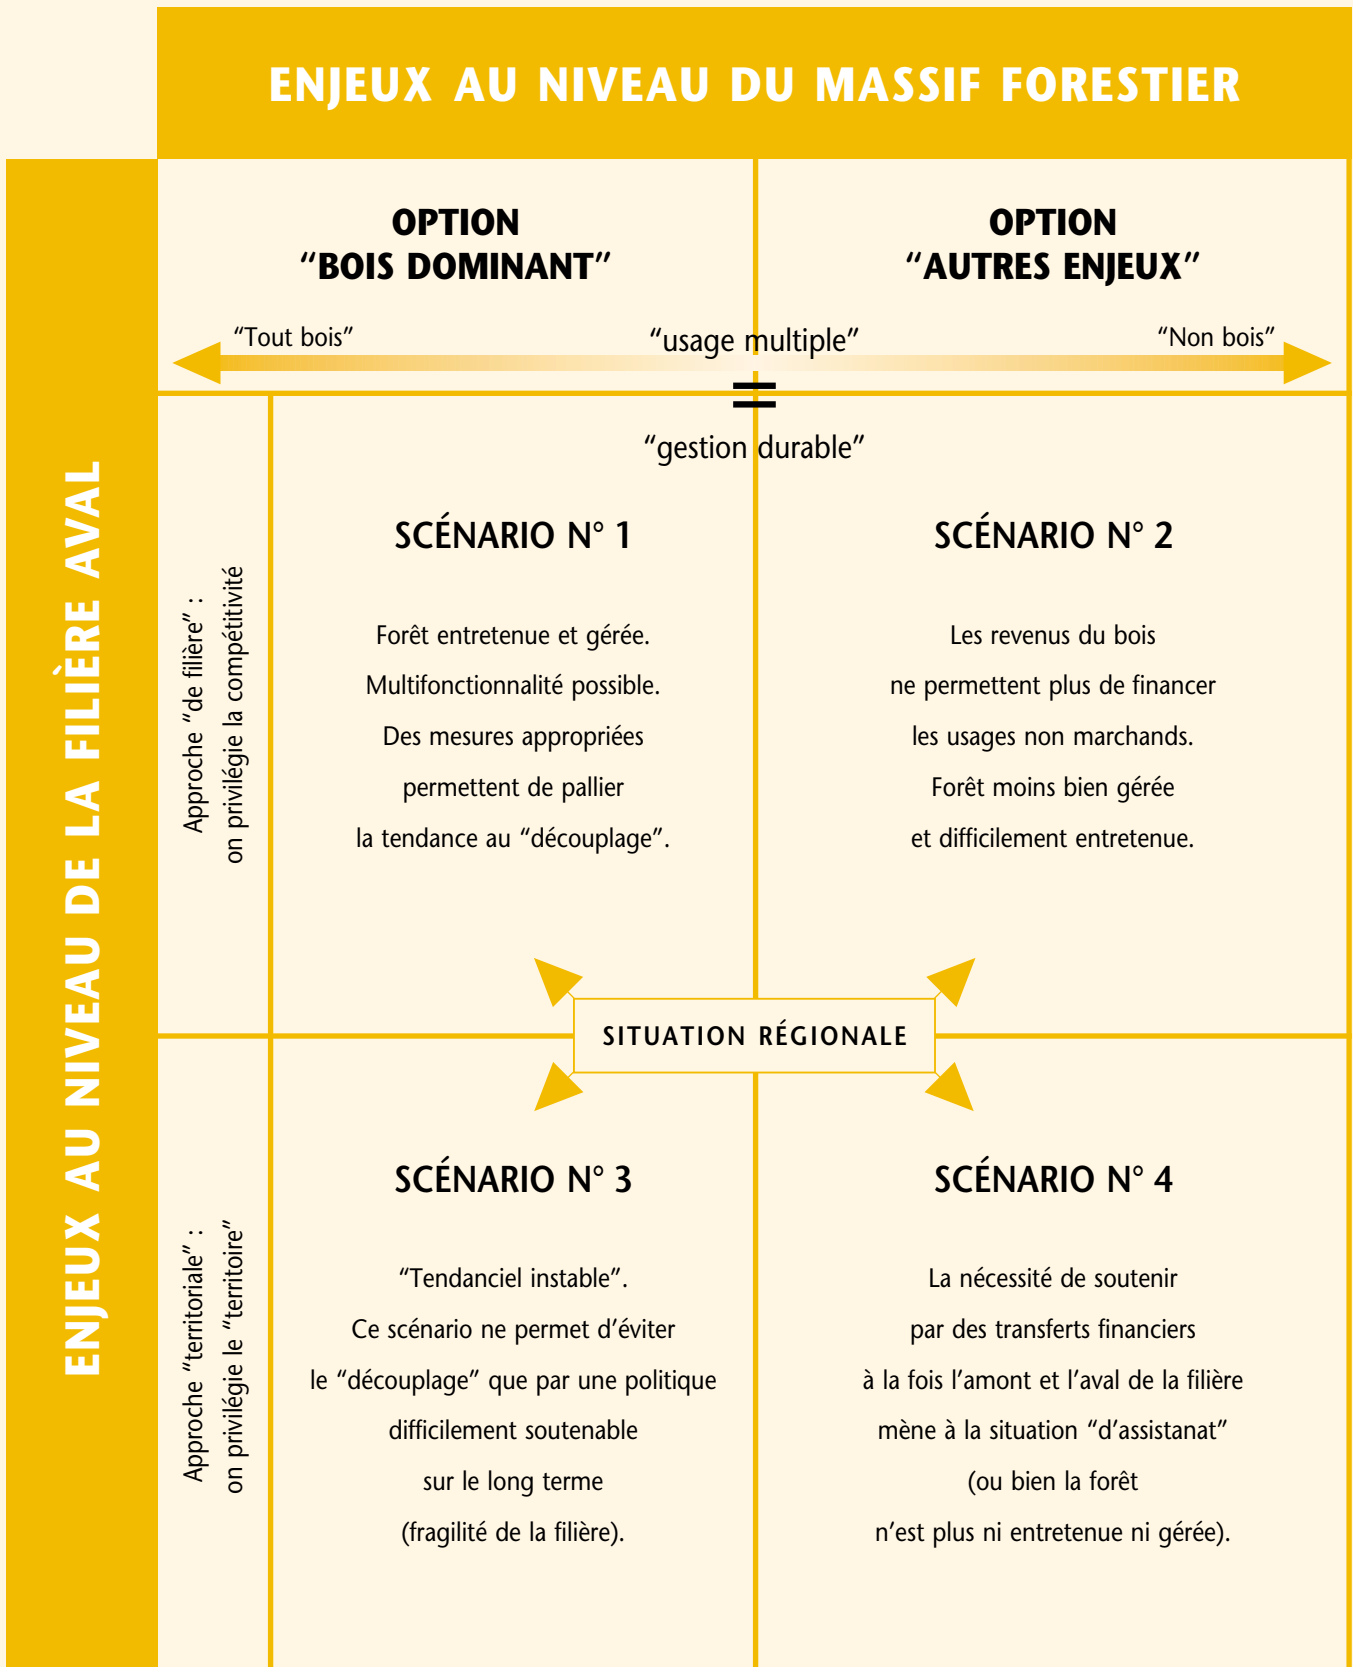 ENJEUX AU NIVEAU DU MASSIF FORESTIER
ENJEUX AU NIVEAU DE LA FILIÈRE AVAL
OPTION
“BOIS DOMINANT”
OPTION
“AUTRES ENJEUX”
“Tout bois”
“usage multiple”
“Non bois”
=
“gestion durable”
Approche “de filière” :
on privilégie la compétitivité
SCÉNARIO N° 1
Forêt entretenue et gérée.
Multifonctionnalité possible.
Des mesures appropriées
permettent de pallier
la tendance au “découplage”.
SCÉNARIO N° 2
Les revenus du bois
ne permettent plus de financer
les usages non marchands.
Forêt moins bien gérée
et difficilement entretenue.
SITUATION RÉGIONALE
Approche “territoriale” :
on privilégie le “territoire”
SCÉNARIO N° 3
“Tendanciel instable”.
Ce scénario ne permet d’éviter
le “découplage” que par une politique
difficilement soutenable
sur le long terme
(fragilité de la filière).
SCÉNARIO N° 4
La nécessité de soutenir
par des transferts financiers
à la fois l’amont et l’aval de la filière
mène à la situation “d’assistanat”
(ou bien la forêt
n’est plus ni entretenue ni gérée).